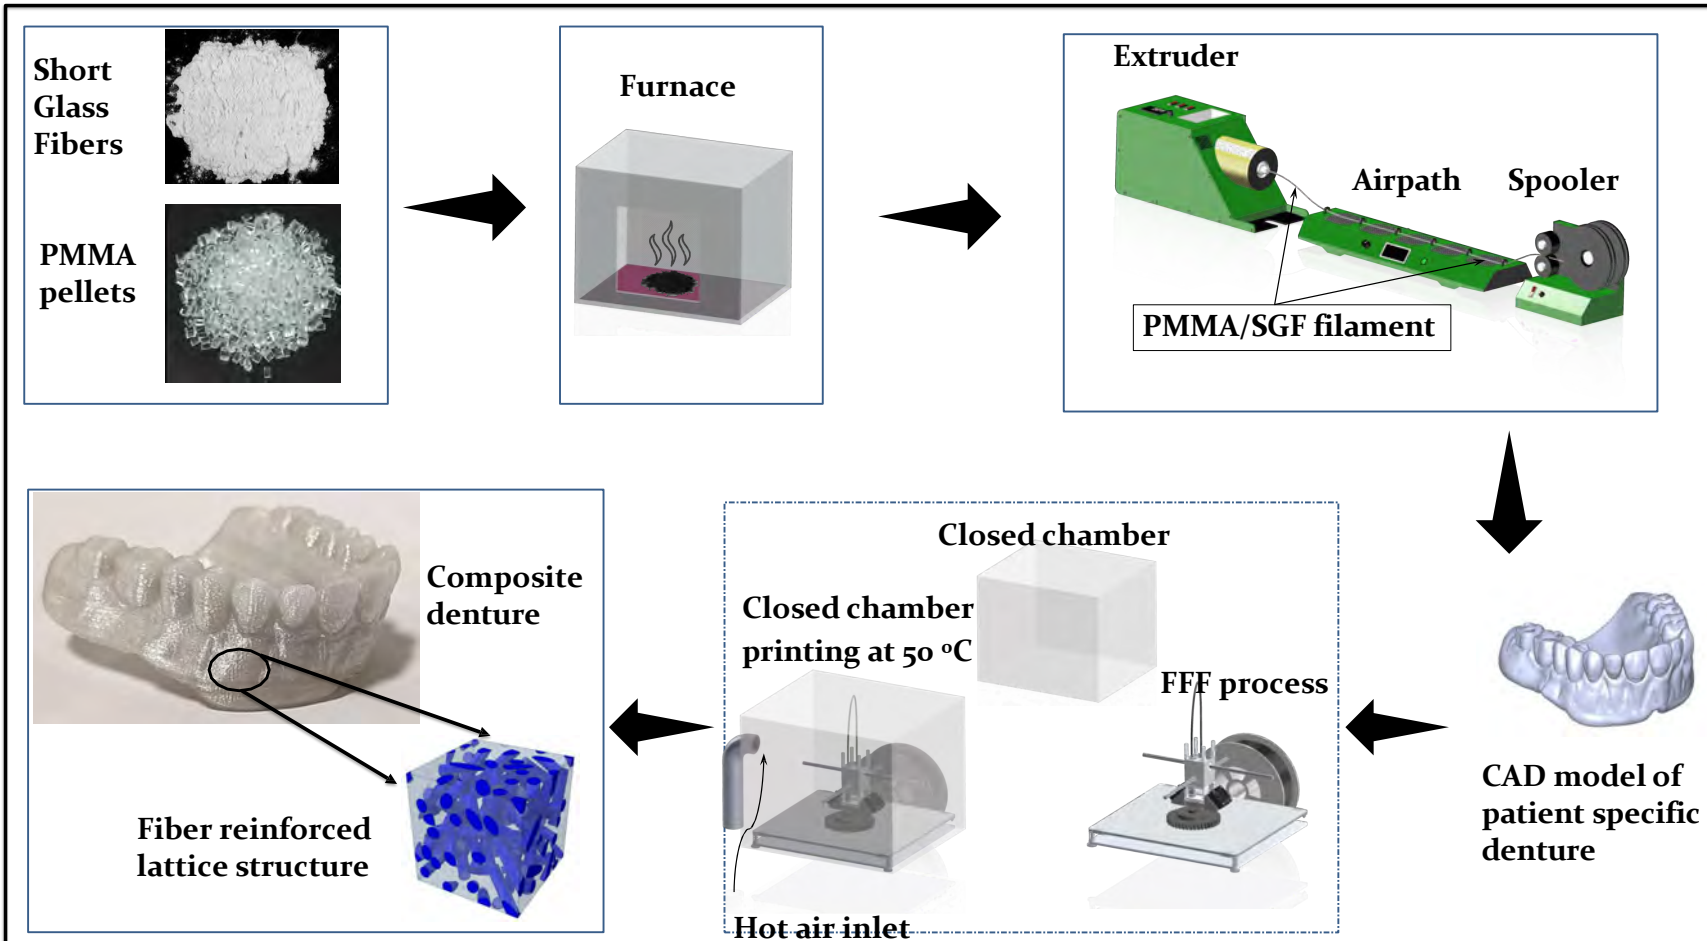 Short
Glass
Fibers
PMMA
pellets
Furnace
Extruder
Airpath
Spooler
PMMA/SGF filament
CAD model of
patient specific
denture
Closed chamber
FFF process
Closed chamber
printing at 50 °C
Hot air inlet
Composite
denture
Fiber reinforced
lattice structure